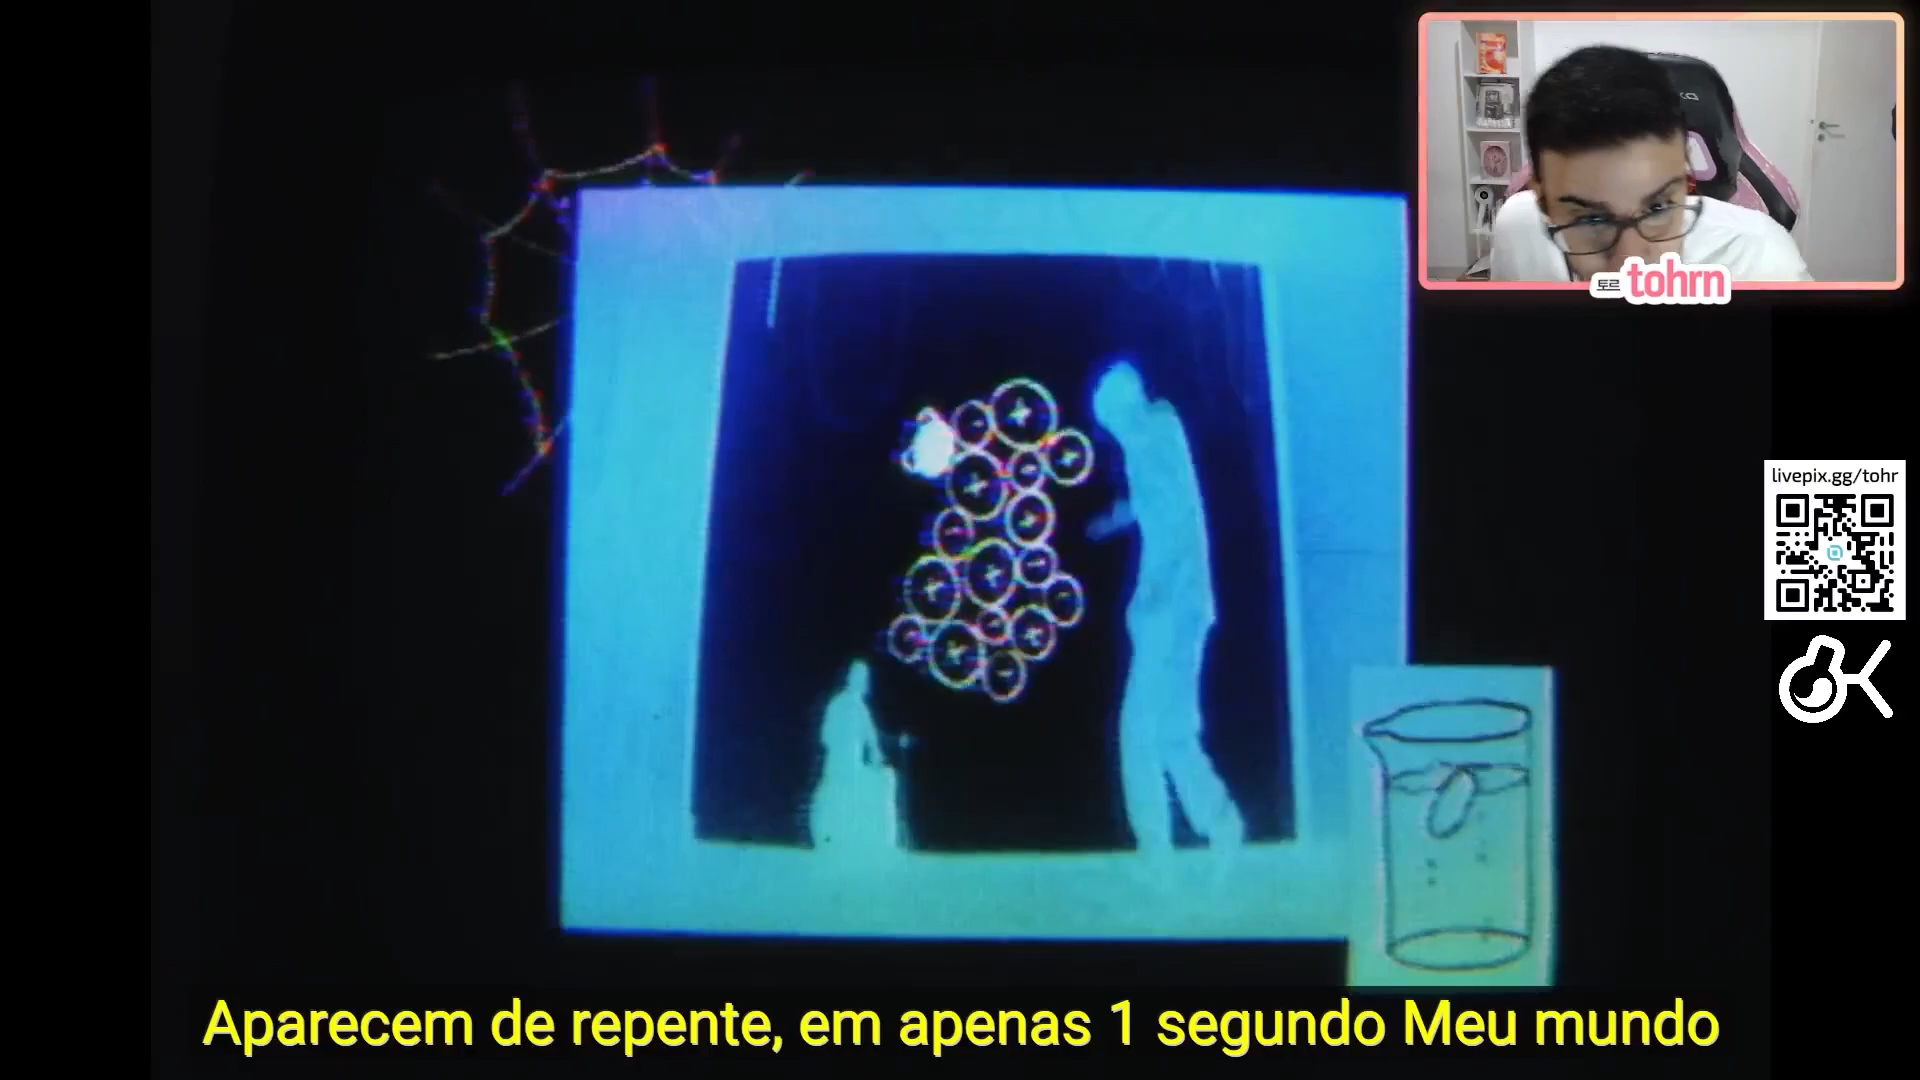 토르 tohrn
livepix.gg/tohr
Aparecem de repente, em apenas 1 segundo Meu mundo